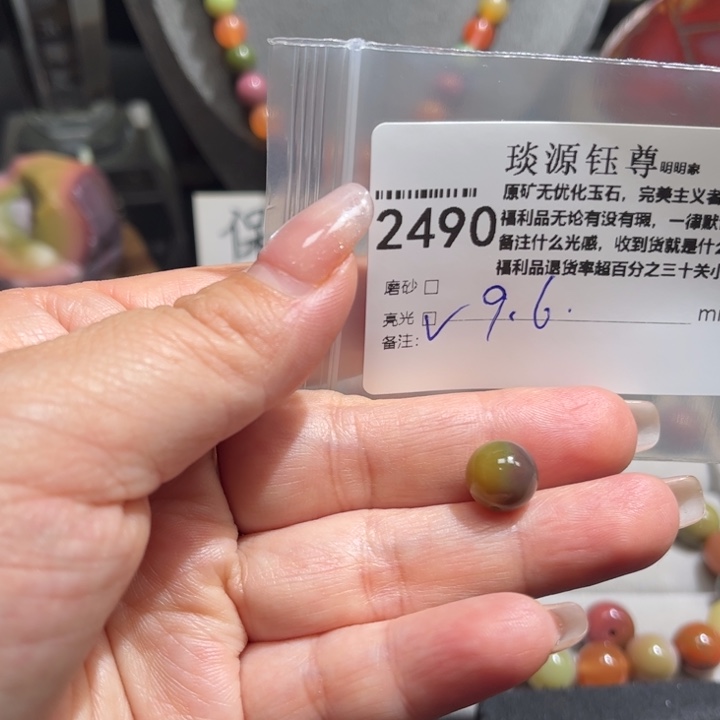 琰源钰尊明明家
2490
原矿无优化玉石，完美主义者
福利品无论有没有瑕，一律默
备注什么光感，收到货就是什么
福利品退货率超百分之三十关小
磨砂□
亮光☑ 9.6. m
备注：
保